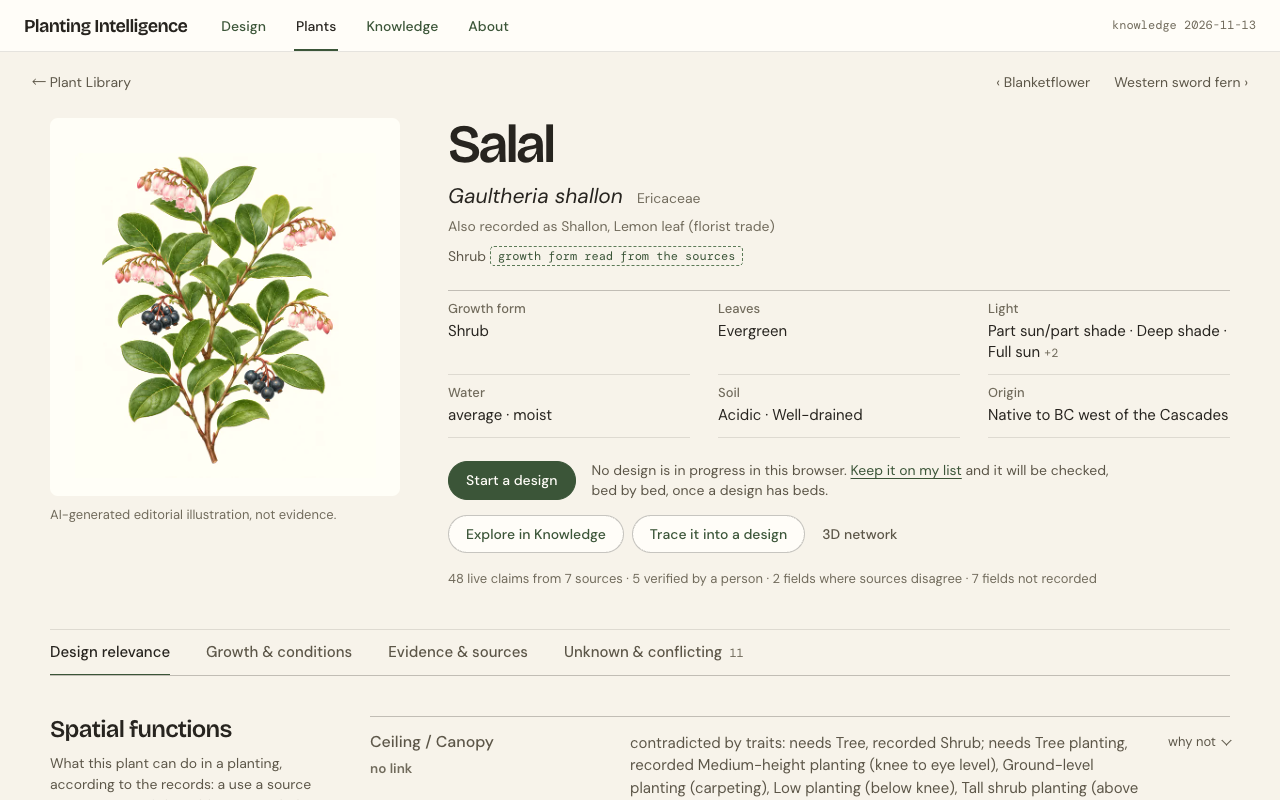 Planting Intelligence Design Plants Knowledge About knowledge 2026-11-13
← Plant Library ‹ Blanketflower Western sword fern ›
Salal
Gaultheria shallon Ericaceae
Also recorded as Shallon, Lemon leaf (florist trade)
Shrub growth form read from the sources
Growth form Leaves Light
Shrub Evergreen Part sun/part shade · Deep shade ·
Full sun +2
Water Soil Origin
average · moist Acidic · Well-drained Native to BC west of the Cascades
Start a design No design is in progress in this browser. Keep it on my list and it will be checked,
bed by bed, once a design has beds.
AI-generated editorial illustration, not evidence.
Explore in Knowledge Trace it into a design 3D network
48 live claims from 7 sources · 5 verified by a person · 2 fields where sources disagree · 7 fields not recorded
Design relevance Growth & conditions Evidence & sources Unknown & conflicting 11
Spatial functions
What this plant can do in a planting,
according to the records: a use a source
Ceiling / Canopy
no link
contradicted by traits: needs Tree, recorded Shrub; needs Tree planting,
recorded Medium-height planting (knee to eye level), Ground-level
planting (carpeting), Low planting (below knee), Tall shrub planting (above
why not